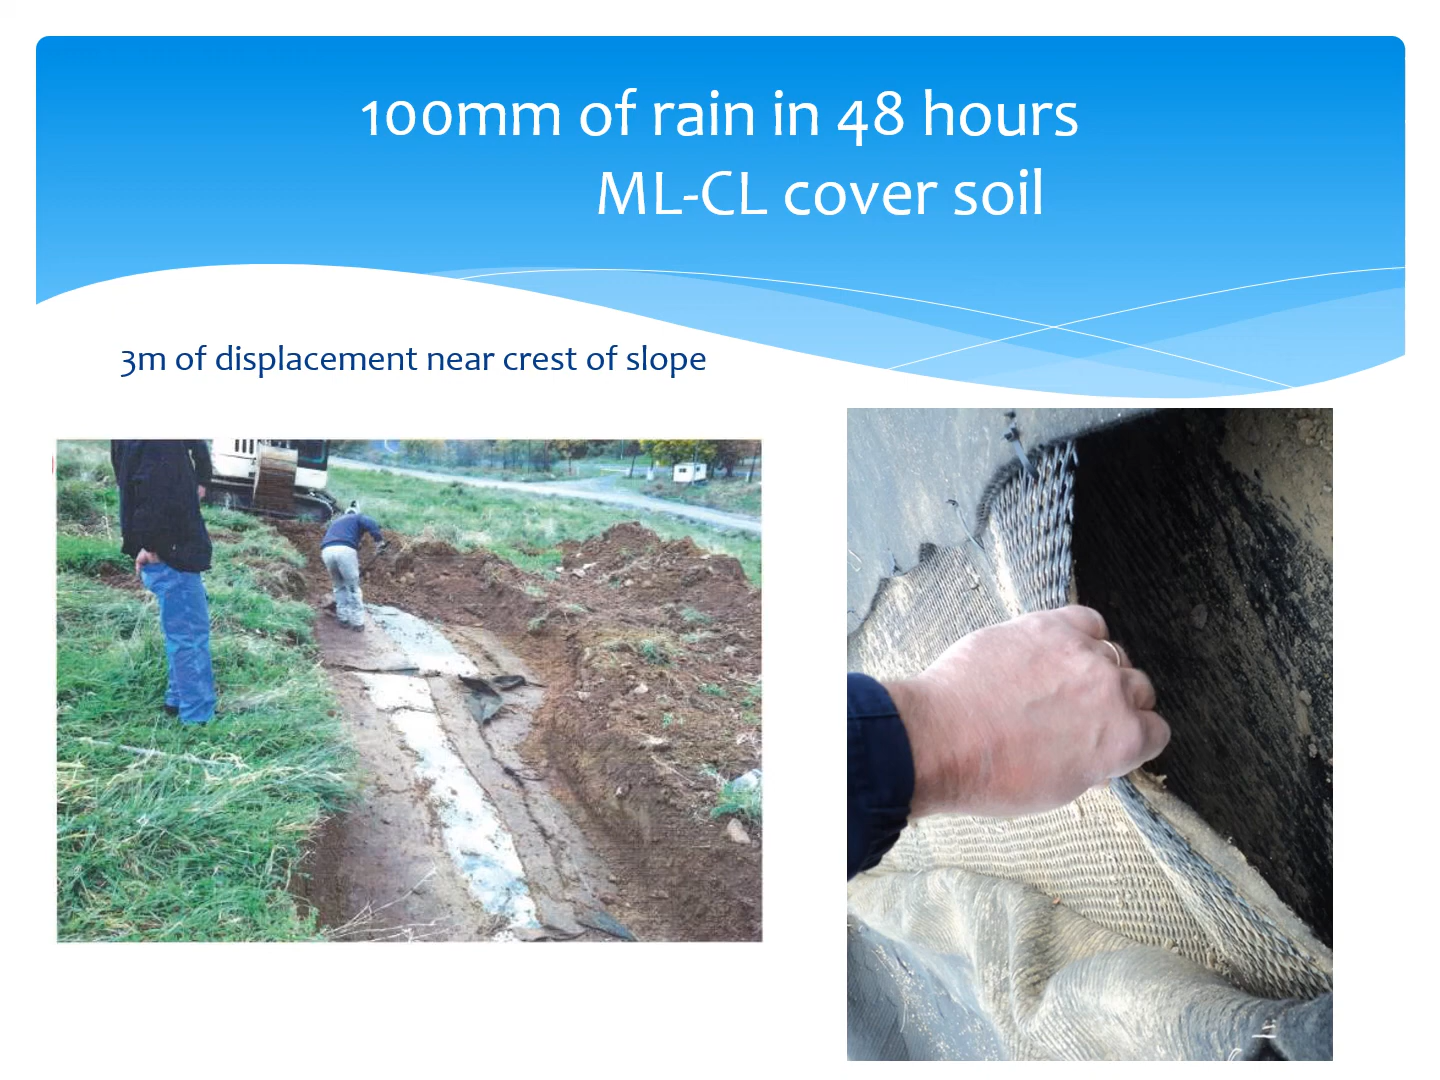 100mm of rain in 48 hours
ML-CL cover soil
3m of displacement near crest of slope